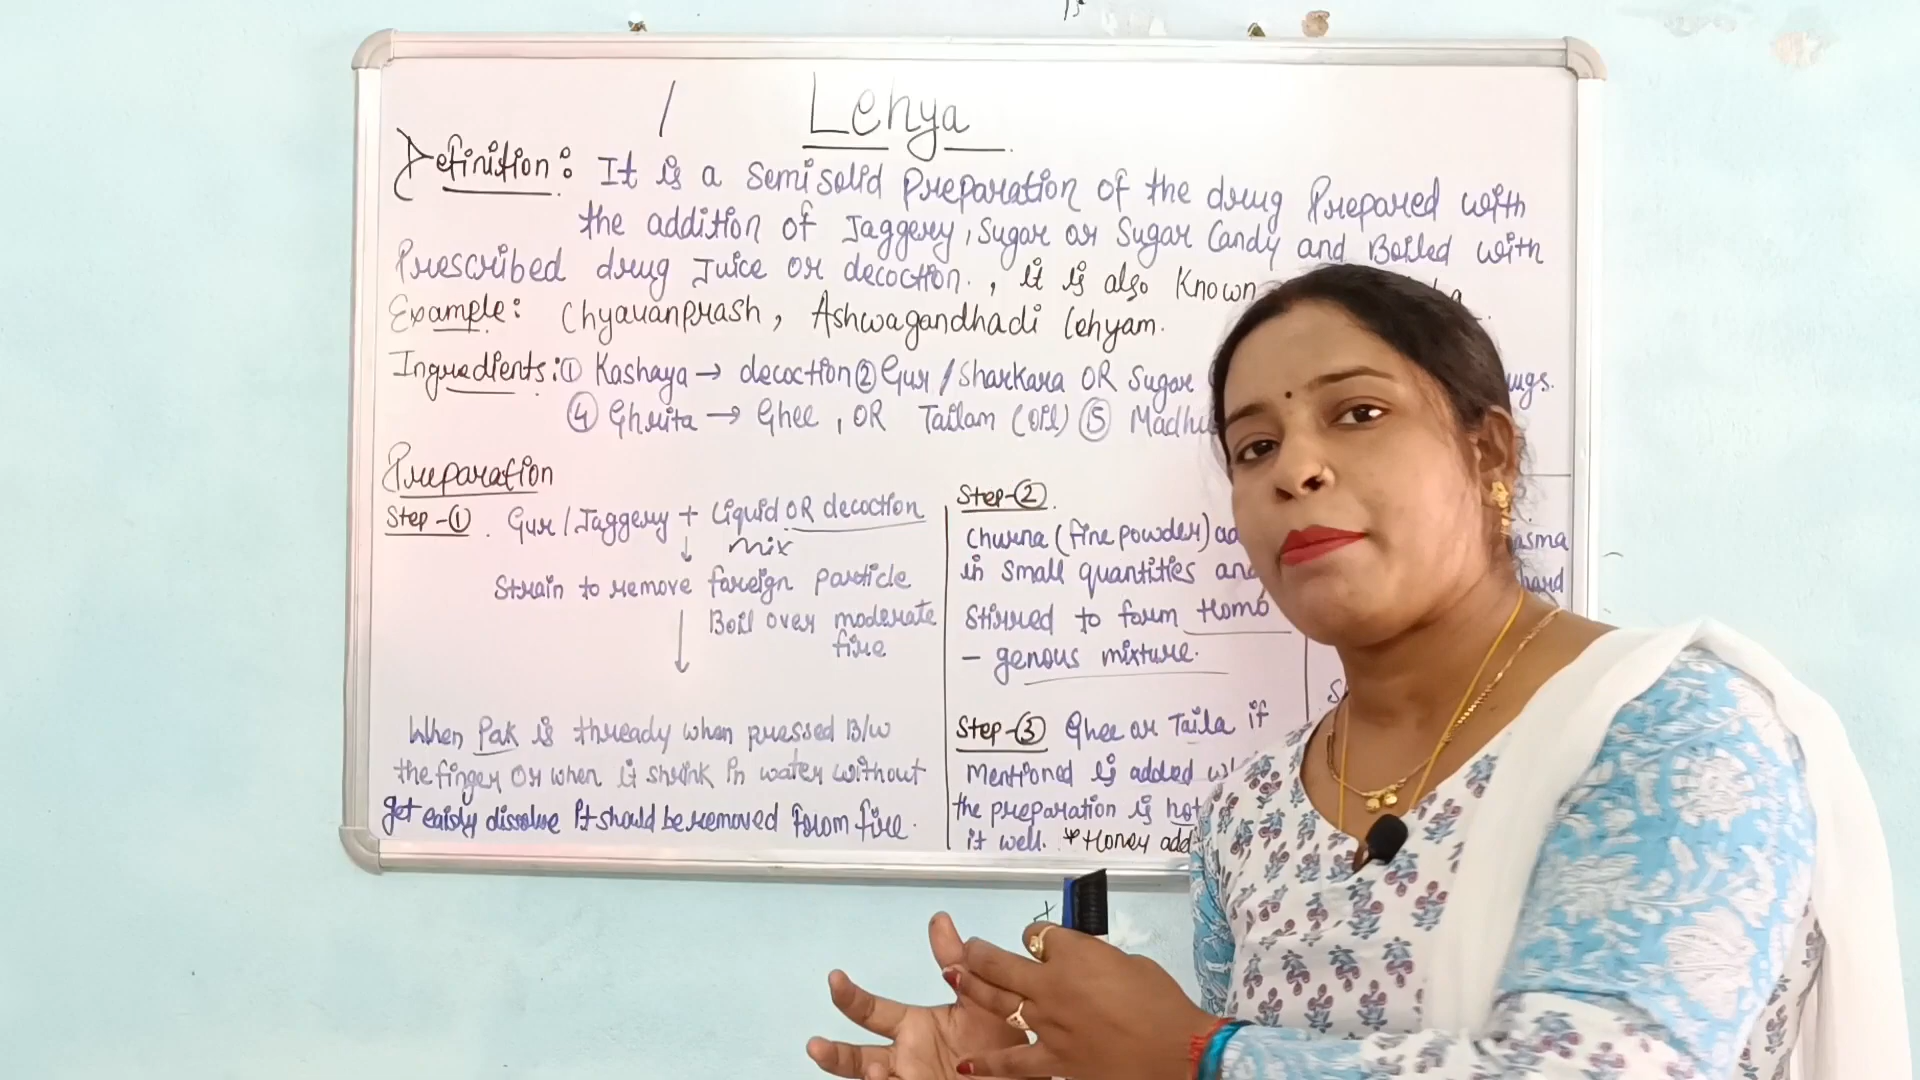 Lehya
Definition: It is a semisolid preparation of the drug prepared with
the addition of Jaggery, Sugar or Sugar Candy and Boiled with
Prescribed drug Juice or decoction., it is also Known
Example: Chyavanprash, Ashwagandhadi Lehyam.
Ingredients: ① Kashaya → decoction ② Gur / Sharkara OR Sugar
④ Ghrita → Ghee, OR Tailam (oil) ⑤ Madhu
Preparation
Step-① Gur/Jaggery + Liquid OR decoction
↓ mix
Strain to remove foreign particle
↓ Boil over moderate
fire
When Pak is thready when pressed B/w
the finger or when it shrink in water without
get eaisly dissolve it should be removed from fire.
Step-②.
Churna (fine powder)
in small quantities and
stirred to form Homo
- genous mixture.
Step-③ Ghee or Taila if
mentioned is added
the preparation is hot
it well. *Honey add